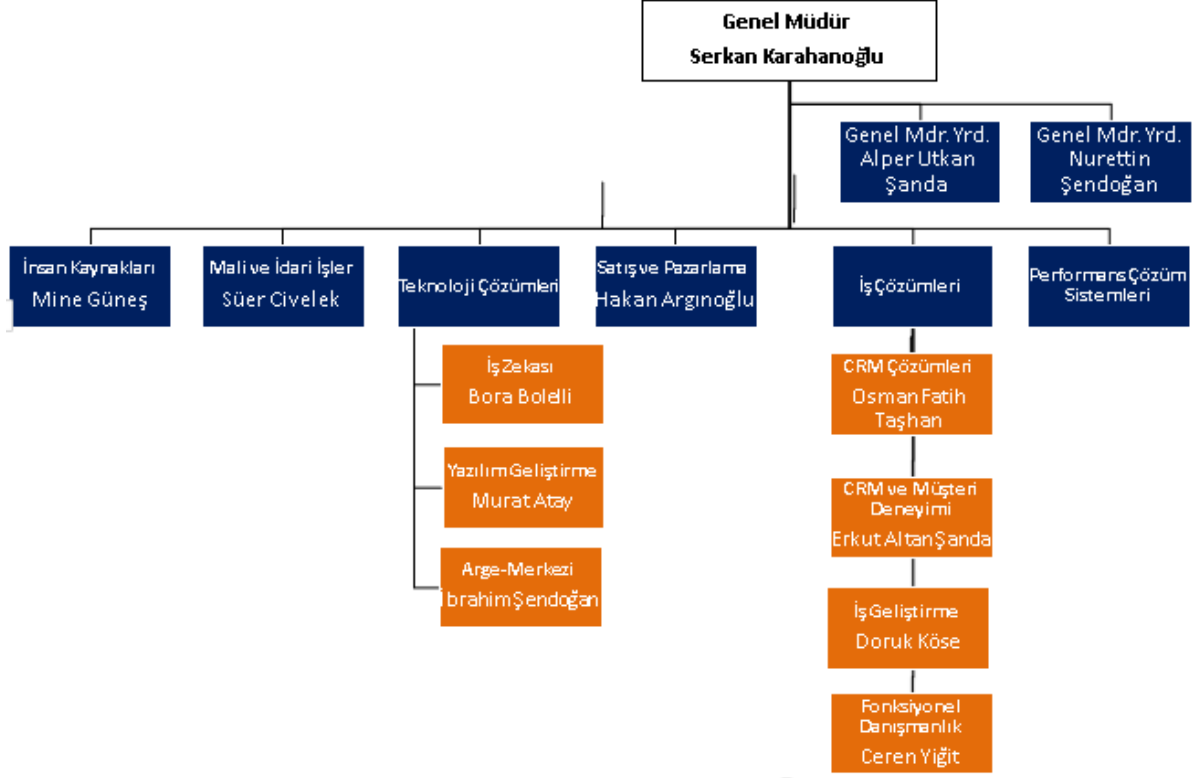 Genel Müdür
Serkan Karahanoğlu
Genel Mdr. Yrd.
Alper Utkan
Şanda
Genel Mdr. Yrd.
Nurettin
Şendoğan
İnsan Kaynakları
Mine Güneş
Mali ve İdari İşler
Süer Civelek
Teknoloji Çözümleri
Satış ve Pazarlama
Hakan Argınoğlu
İş Çözümleri
Performans Çözüm
Sistemleri
İş Zekası
Bora Bolelli
Yazılım Geliştirme
Murat Atay
Arge-Merkezi
İbrahim Şendoğan
CRM Çözümleri
Osman Fatih
Taşhan
CRM ve Müşteri
Deneyimi
Erkut Altan Şanda
İş Geliştirme
Doruk Köse
Fonksiyonel
Danışmanlık
Ceren Yiğit